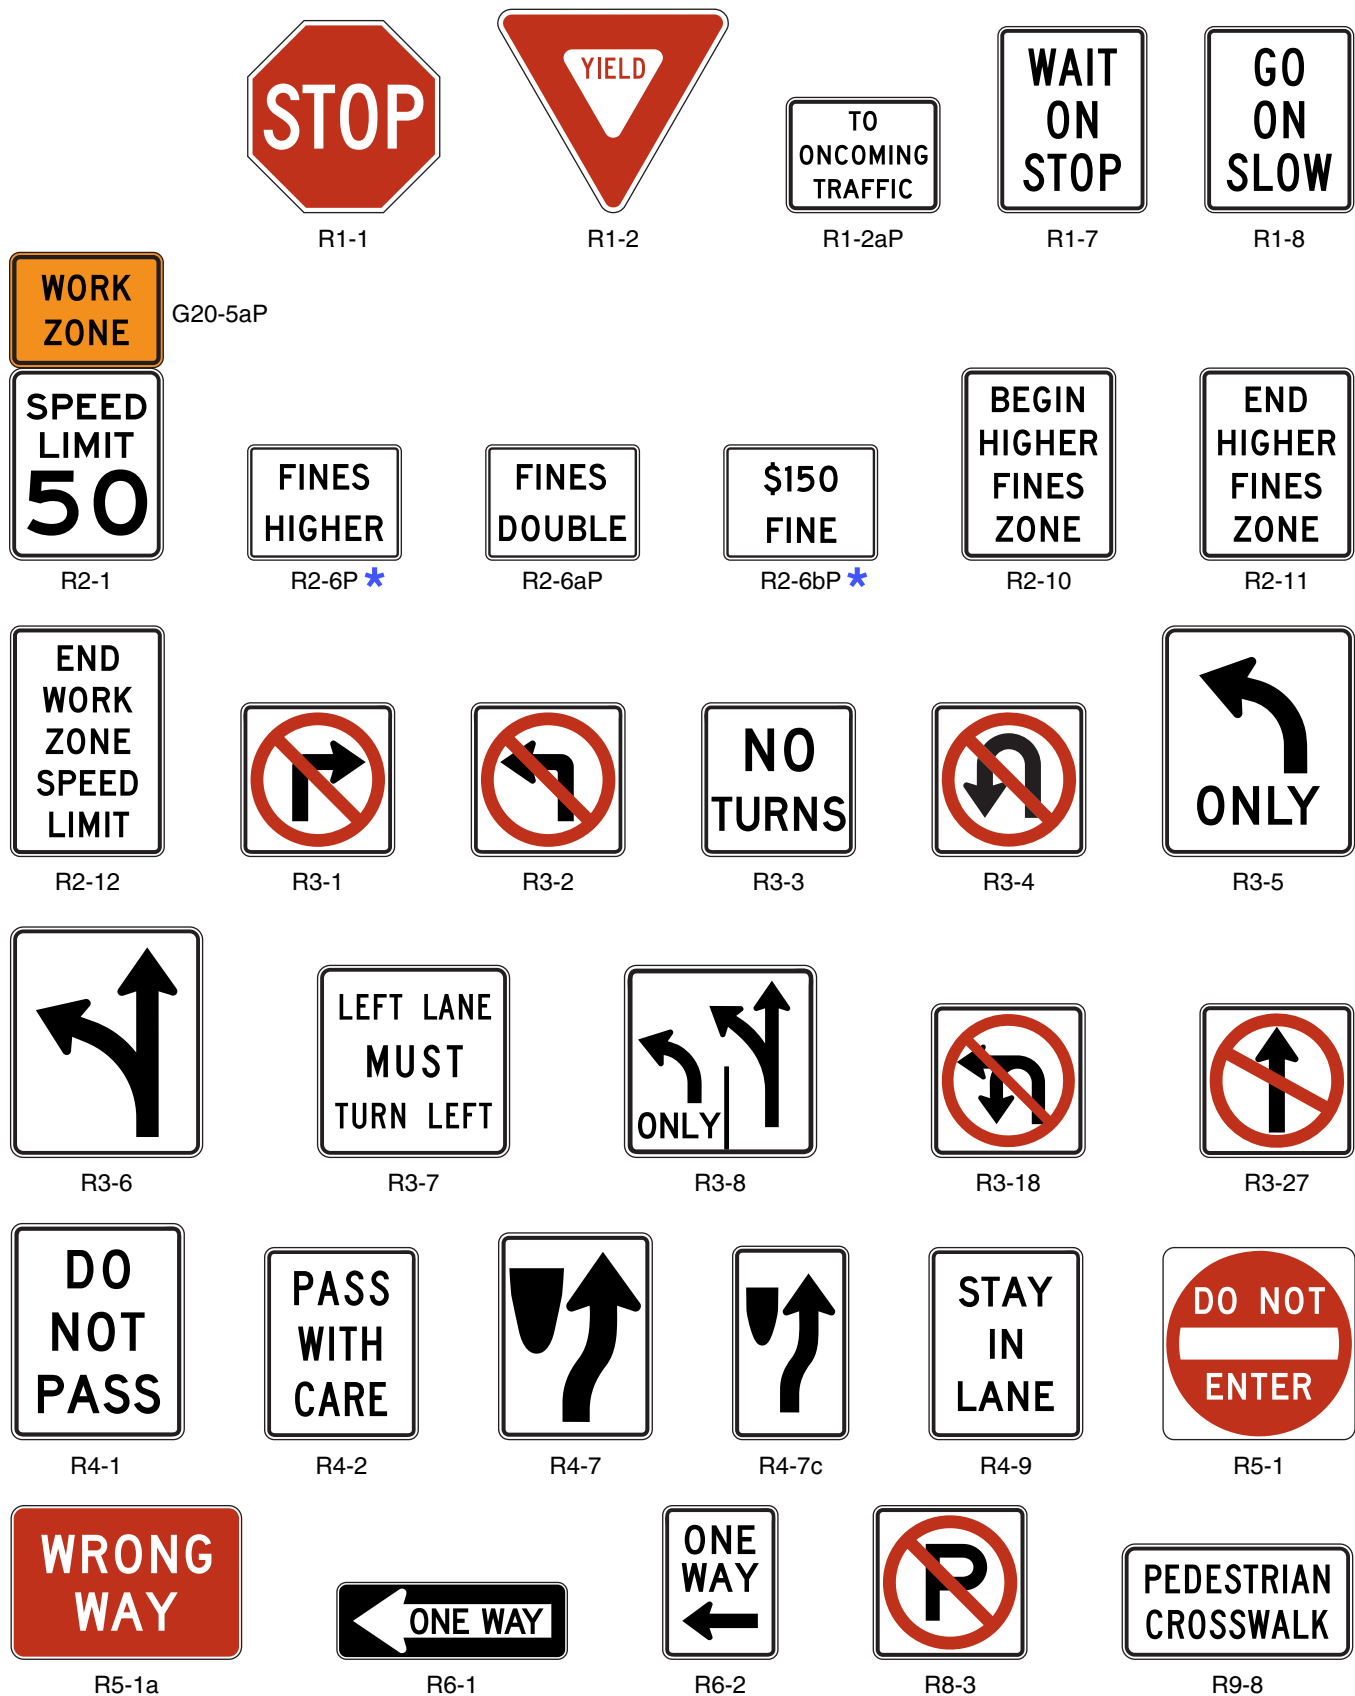 STOP
R1-1
YIELD
R1-2
TO
ONCOMING
TRAFFIC
R1-2aP
WAIT
ON
STOP
R1-7
GO
ON
SLOW
R1-8
WORK
ZONE
G20-5aP
SPEED
LIMIT
50
R2-1
FINES
HIGHER
R2-6P *
FINES
DOUBLE
R2-6aP
$150
FINE
R2-6bP *
BEGIN
HIGHER
FINES
ZONE
R2-10
END
HIGHER
FINES
ZONE
R2-11
END
WORK
ZONE
SPEED
LIMIT
R2-12
R3-1
R3-2
NO
TURNS
R3-3
R3-4
ONLY
R3-5
R3-6
LEFT LANE
MUST
TURN LEFT
R3-7
ONLY
R3-8
R3-18
R3-27
DO
NOT
PASS
R4-1
PASS
WITH
CARE
R4-2
R4-7
R4-7c
STAY
IN
LANE
R4-9
DO NOT
ENTER
R5-1
WRONG
WAY
R5-1a
ONE WAY
R6-1
ONE
WAY
R6-2
P
R8-3
PEDESTRIAN
CROSSWALK
R9-8